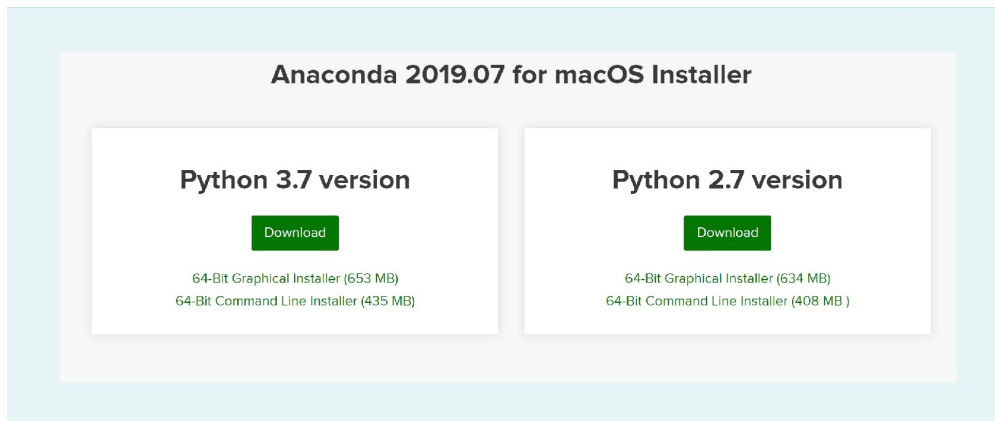 Anaconda 2019.07 for macOS Installer
Python 3.7 version
Download
64-Bit Graphical Installer (653 MB)
64-Bit Command Line Installer (435 MB)
Python 2.7 version
Download
64-Bit Graphical Installer (634 MB)
64-Bit Command Line Installer (408 MB )